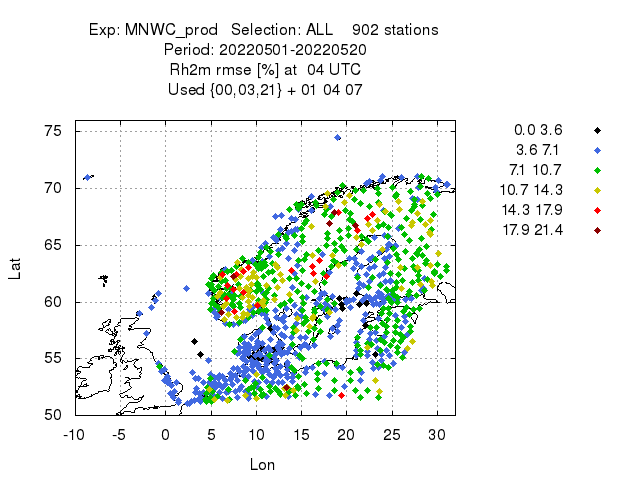 Exp: MNWC_prod   Selection: ALL    902 stations
Period: 20220501-20220520
Rh2m rmse [%] at  04 UTC
Used {00,03,21} + 01 04 07
0.0 3.6
3.6 7.1
7.1 10.7
10.7 14.3
14.3 17.9
17.9 21.4
75
70
65
60
55
50
Lat
-10 -5 0 5 10 15 20 25 30
Lon